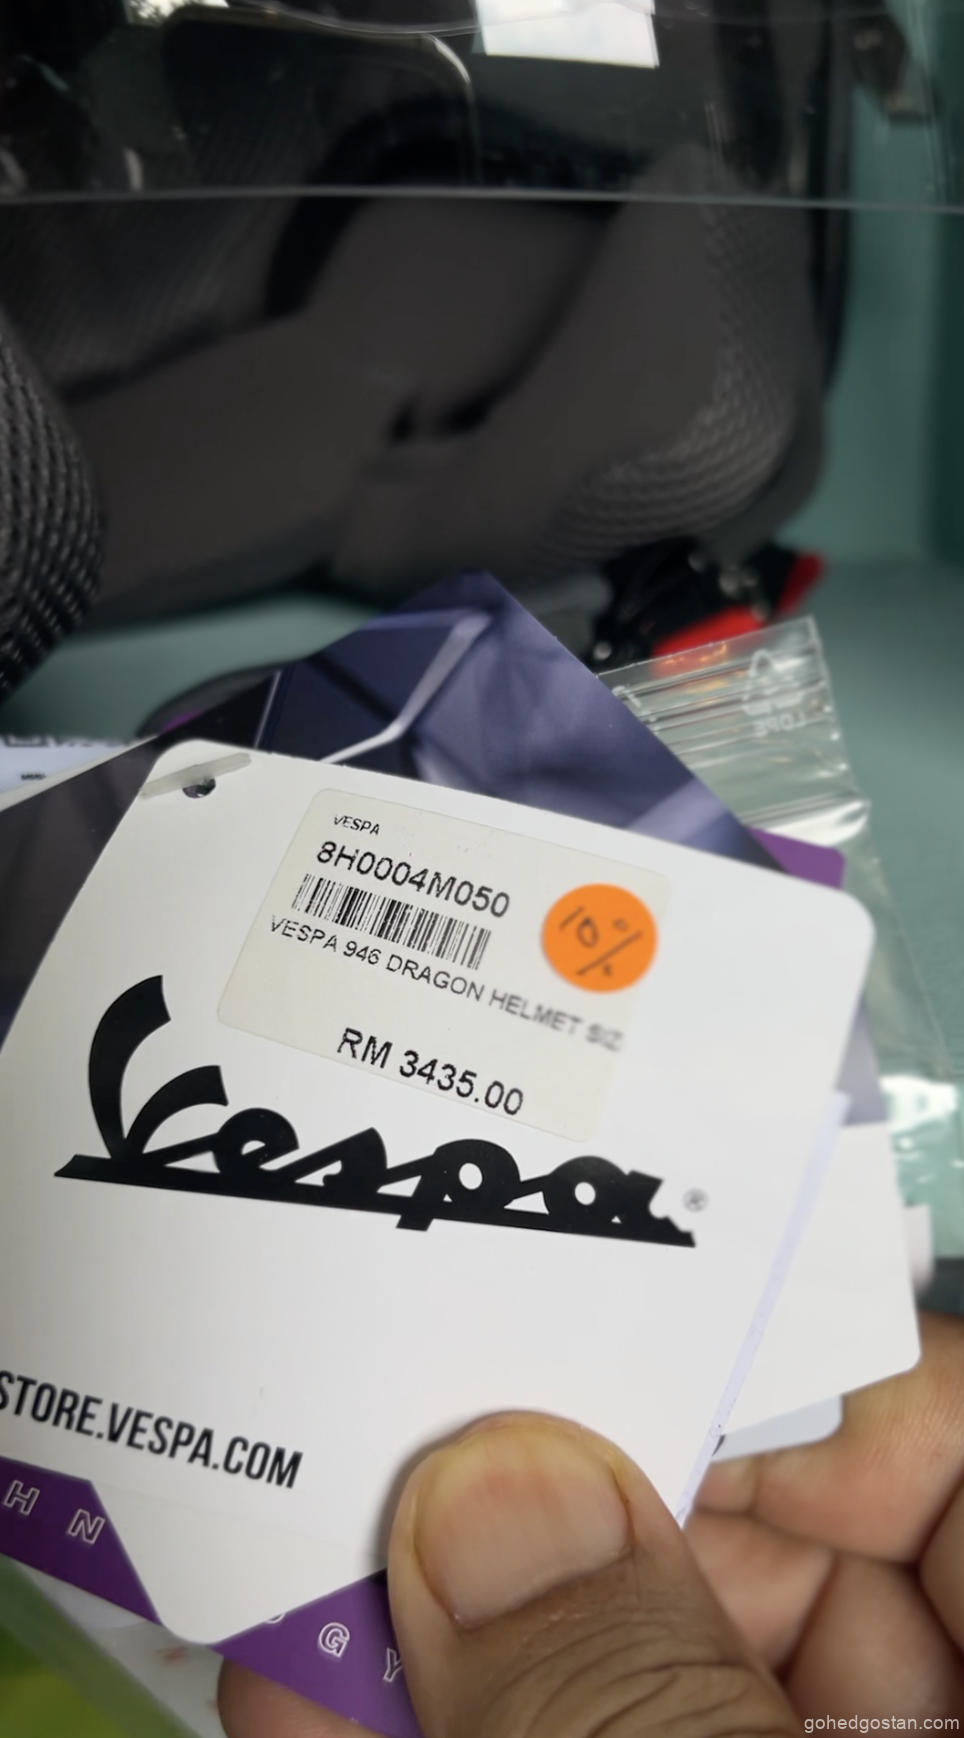 VESPA
8H0004M050
10%
VESPA 946 DRAGON HELMET SIZ
RM 3435.00
Vespa®
STORE.VESPA.COM
H N
G Y
gohedgostan.com